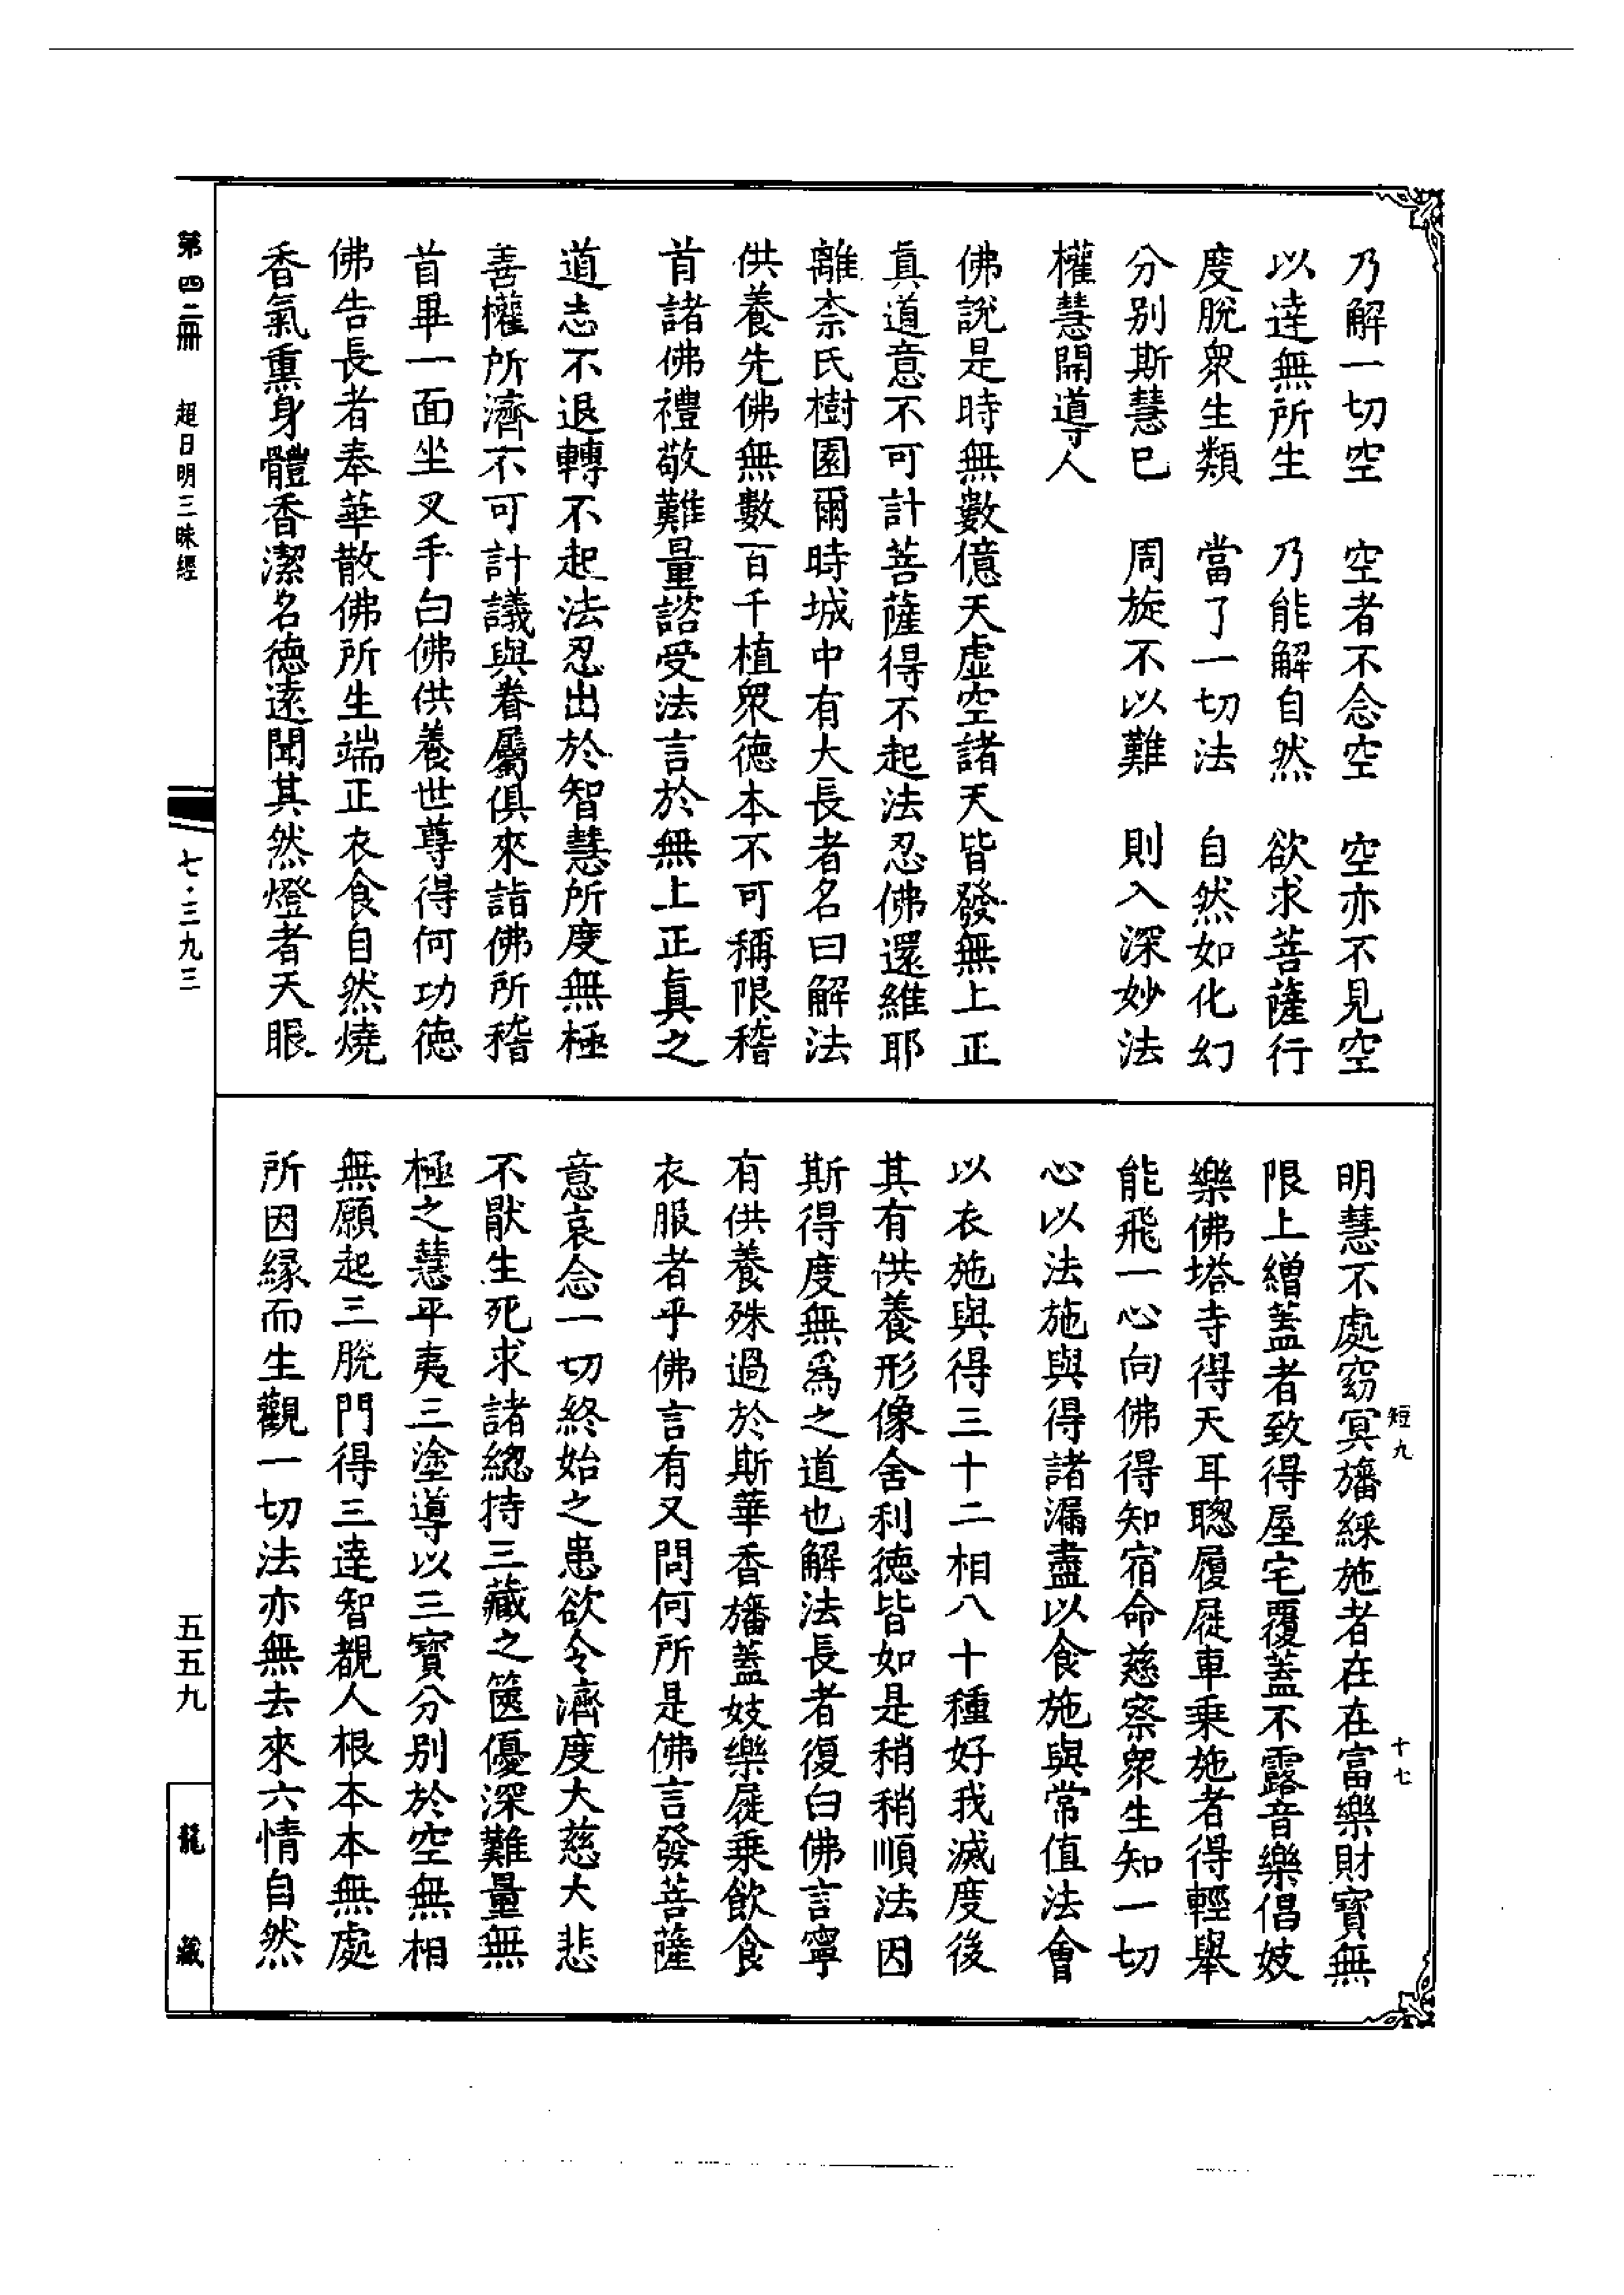 乃解一切空　空者不念空　空亦不見空
以達無所生　乃能解自然　欲求菩薩行
度脫衆生類　當了一切法　自然如化幻
分別斯慧已　周旋不以難　則入深妙法
權慧開導人
佛說是時無數億天虛空諸天皆發無上正
真道意不可計菩薩得不起法忍佛還維耶
離柰氏樹園爾時城中有大長者名曰解法
供養先佛無數百千植衆德本不可稱限稽
首諸佛禮敬難量諮受法言於無上正真之
道志不退轉不起法忍出於智慧所度無極
善權所濟不可計議與眷屬俱來詣佛所稽
首畢一面坐叉手白佛供養世尊得何功德
佛告長者奉華散佛所生端正衣食自然燒
香氣熏身體香潔名德遠聞其然燈者天眼
明慧不處窈冥旛綵施者在在富樂財寶無
限上繒蓋者致得屋宅覆蓋不露音樂倡妓
樂佛塔寺得天耳聰履屣車乗施者得輕舉
能飛一心向佛得知宿命慈察衆生知一切
心以法施與得諸漏盡以食施與常值法會
以衣施與得三十二相八十種好我滅度後
其有供養形像舍利德皆如是稍稍順法因
斯得度無爲之道也解法長者復白佛言寧
有供養殊過於斯華香旛蓋妓樂屣乗飲食
衣服者乎佛言有又問何所是佛言發菩薩
意哀念一切終始之患欲令濟度大慈大悲
不猒生死求諸緫持三藏之篋優深難量無
極之慧平夷三塗導以三寶分別於空無相
無願起三脫門得三達智覩人根本本無處
所因緣而生觀一切法亦無去來六情自然
短九
十七
第四二冊　超日明三昧經
七·三九三
五五九
龍藏